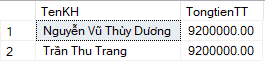 TenKH TongtienTT
1 Nguyễn Vũ Thùy Dương 9200000.00
2 Trần Thu Trang 9200000.00